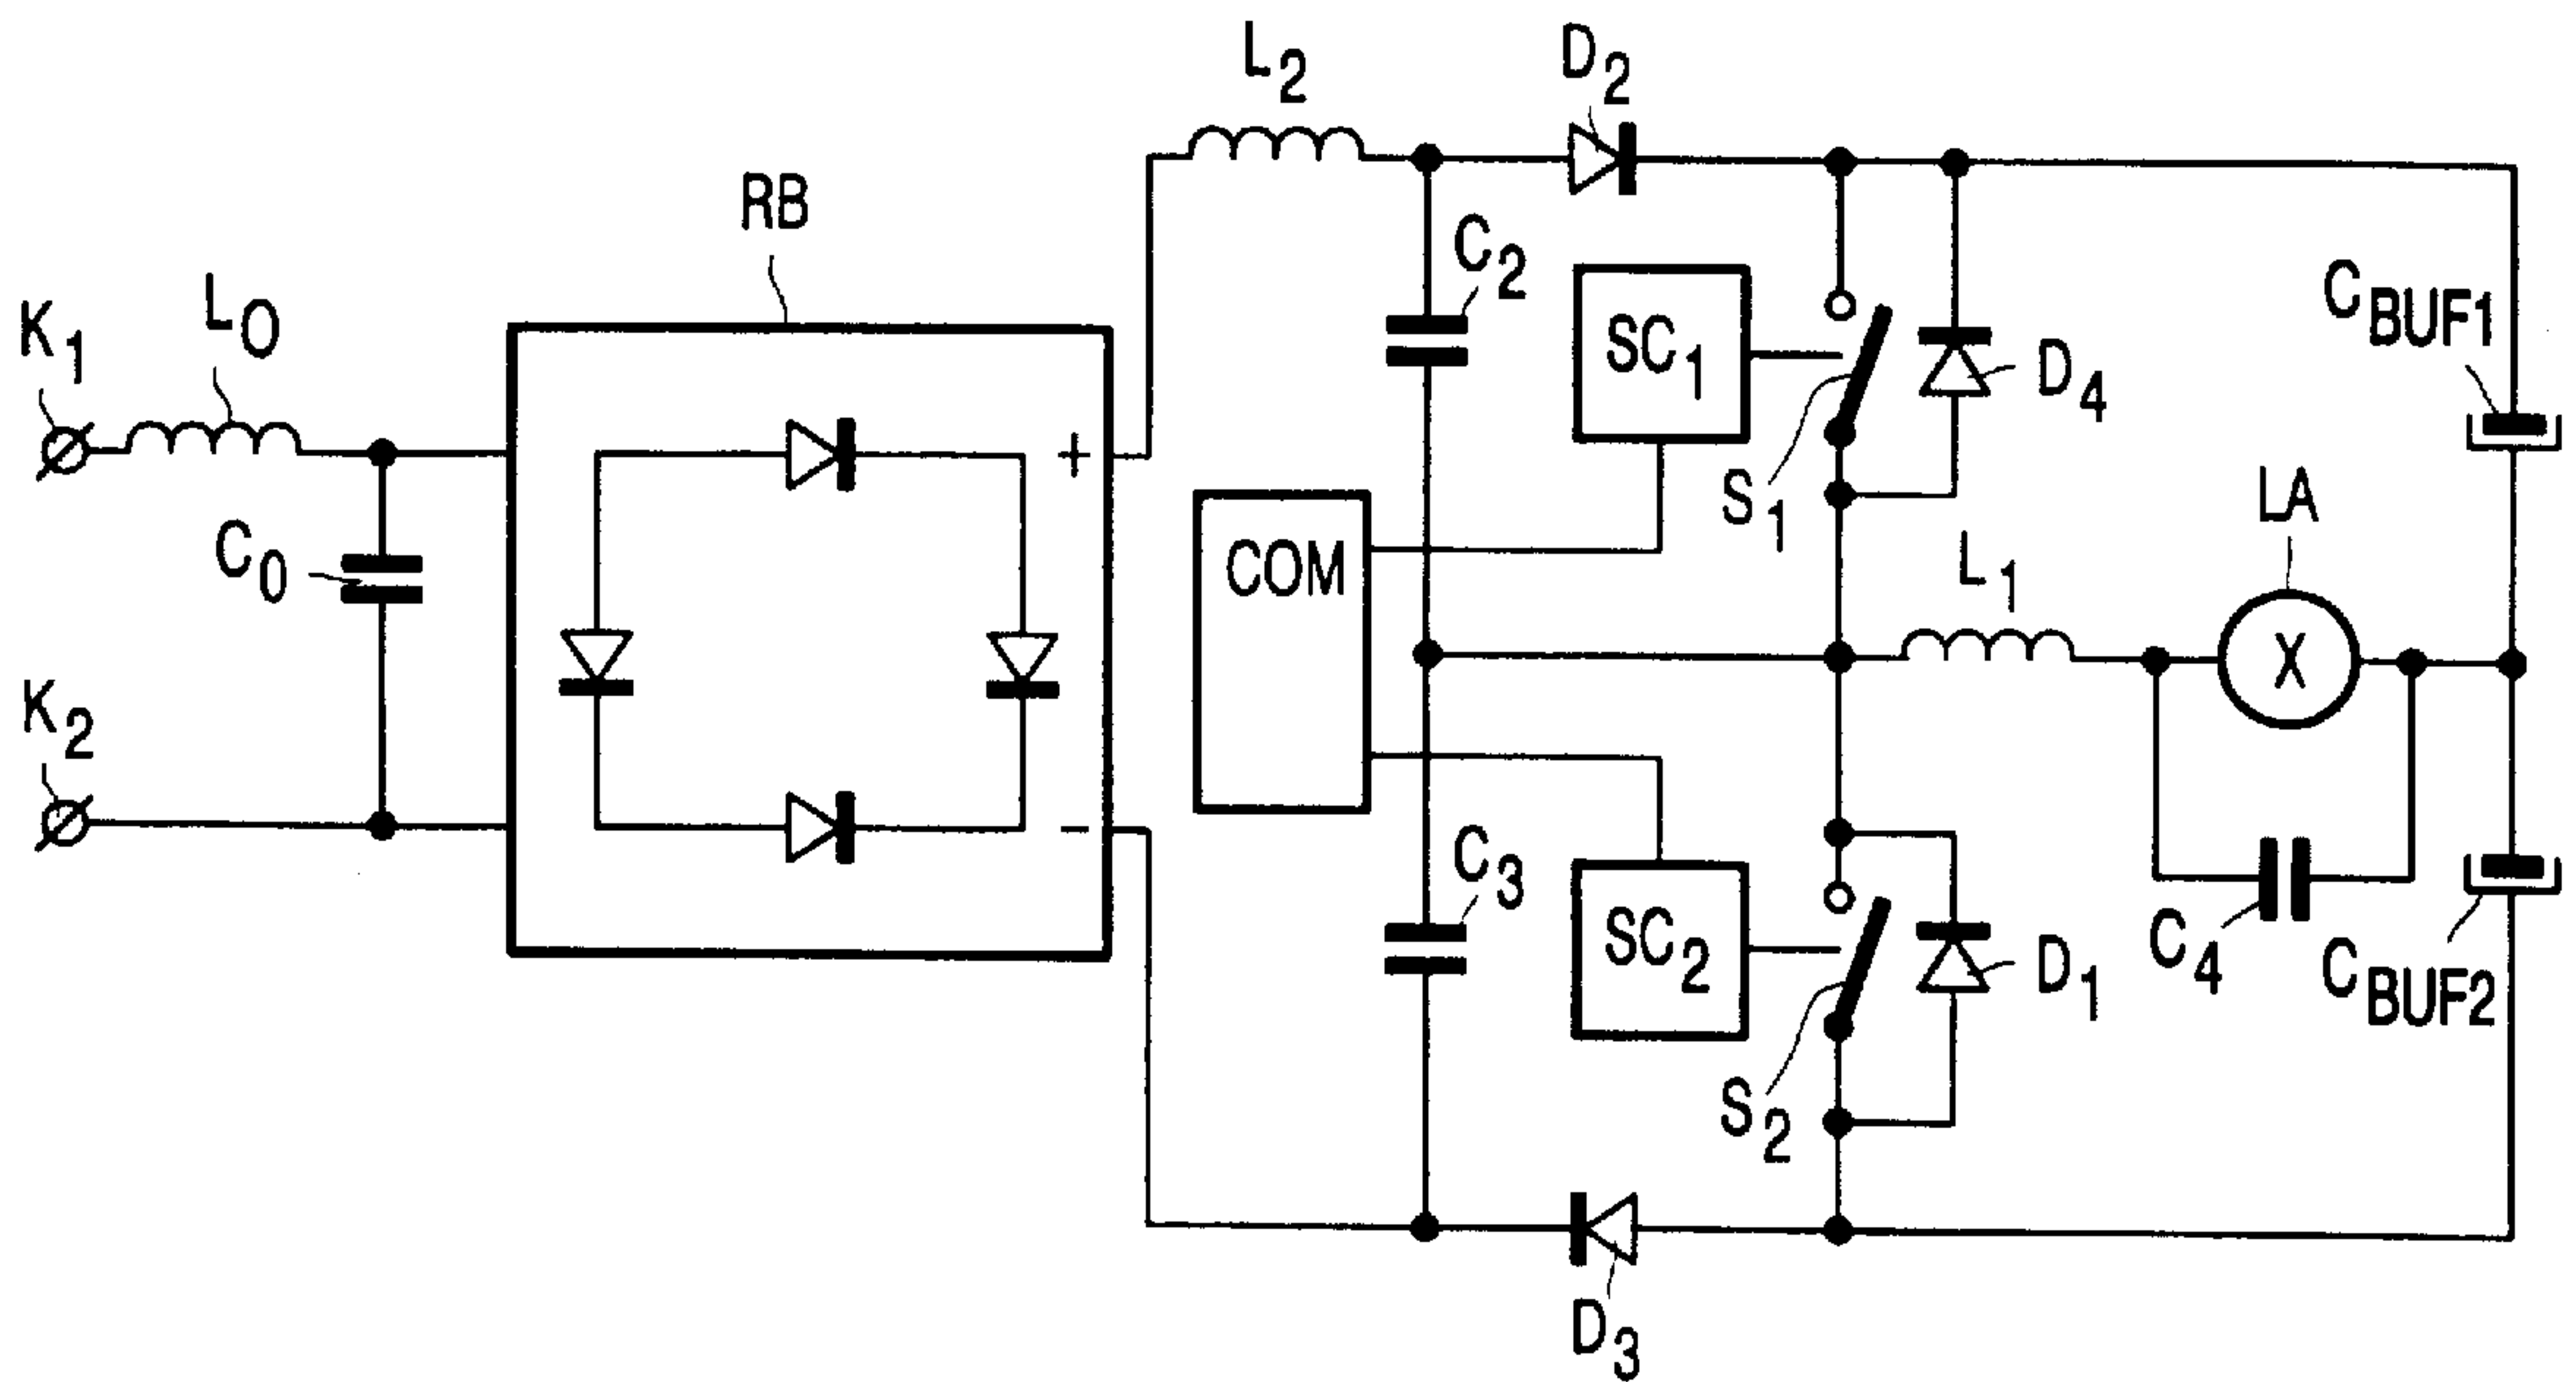 L2
D2
RB
C2
K1
L0
CBUF1
SC1
D4
+
S1
LA
COM
C0
L1
X
K2
-
C3
SC2
D1
C4
CBUF2
S2
D3